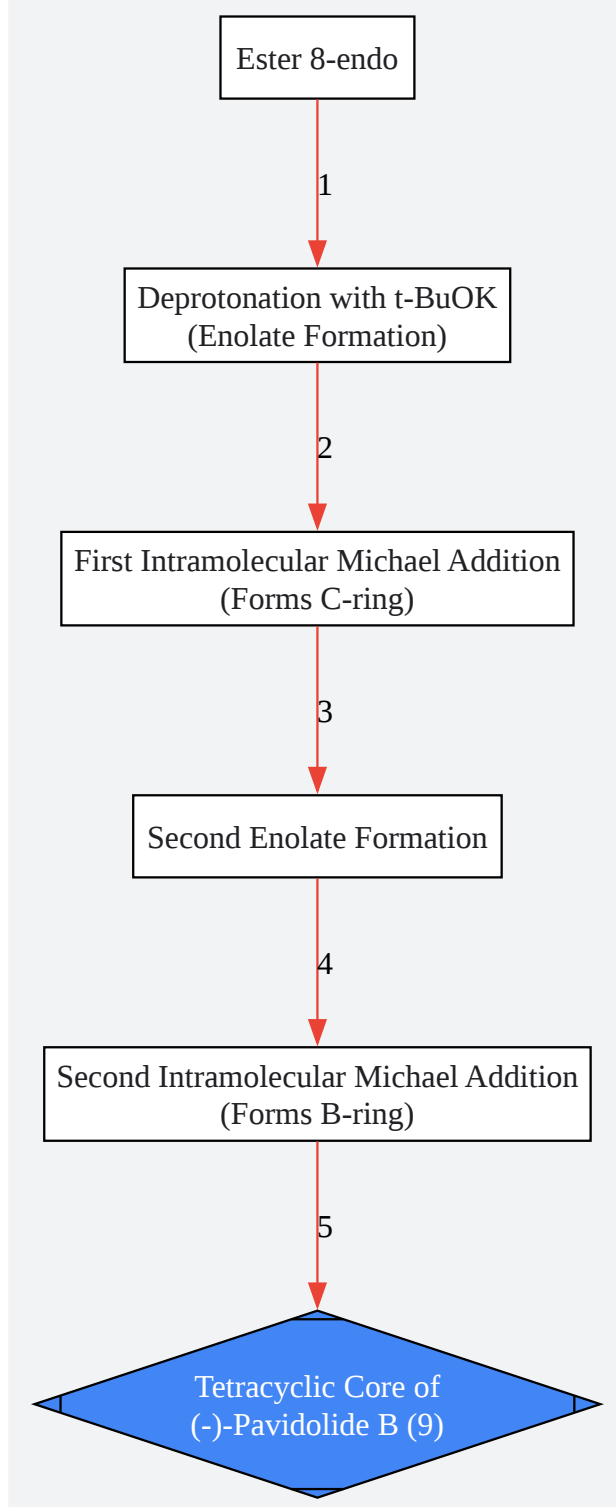 Ester 8-endo
1
Deprotonation with t-BuOK
(Enolate Formation)
2
First Intramolecular Michael Addition
(Forms C-ring)
3
Second Enolate Formation
4
Second Intramolecular Michael Addition
(Forms B-ring)
5
Tetracyclic Core of
(-)-Pavidolide B (9)